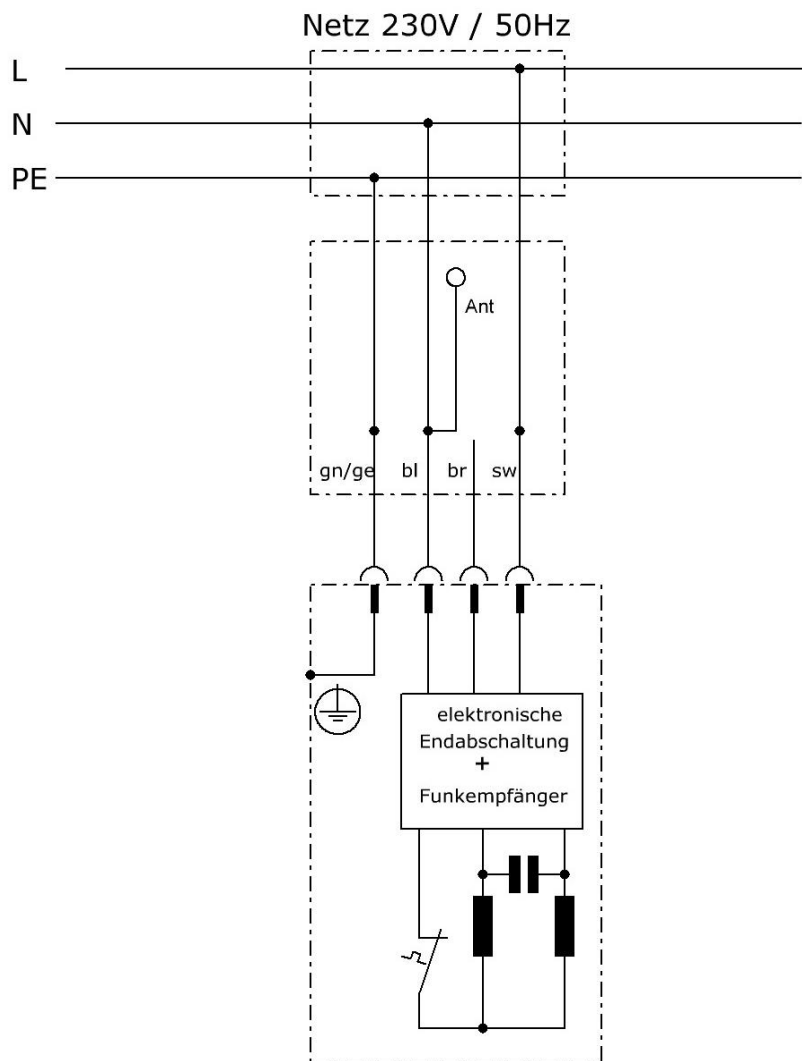 Netz 230V / 50Hz
L
N
PE
Ant
gn/ge bl br sw
elektronische
Endabschaltung
+
Funkempfänger